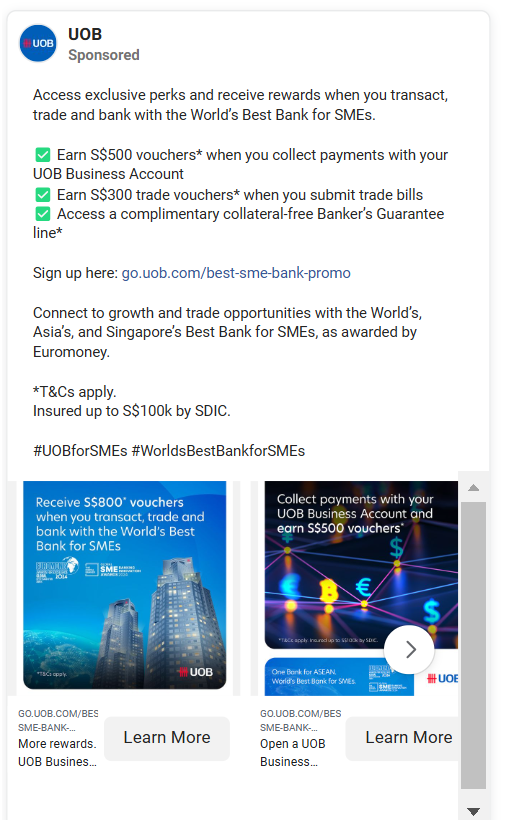 UOB
UOB
Sponsored
Access exclusive perks and receive rewards when you transact,
trade and bank with the World's Best Bank for SMEs.
✅ Earn S$500 vouchers* when you collect payments with your
UOB Business Account
✅ Earn S$300 trade vouchers* when you submit trade bills
✅ Access a complimentary collateral-free Banker's Guarantee
line*
Sign up here: go.uob.com/best-sme-bank-promo
Connect to growth and trade opportunities with the World's,
Asia's, and Singapore's Best Bank for SMEs, as awarded by
Euromoney.
*T&Cs apply.
Insured up to S$100k by SDIC.
#UOBforSMEs #WorldsBestBankforSMEs
Receive S$800* vouchers
when you transact, trade and
bank with the World's Best
Bank for SMEs
SME
*T&Cs apply.
UOB
Collect payments with your
UOB Business Account and
earn S$500 vouchers*
*T&Cs apply. Insured up to S$100k by SDIC.
One Bank for ASEAN.
World's Best Bank for SMEs.
SME
UOB
GO.UOB.COM/BES
SME-BANK-...
More rewards.
UOB Busines...
Learn More
GO.UOB.COM/BES
SME-BANK-...
Open a UOB
Business...
Learn More